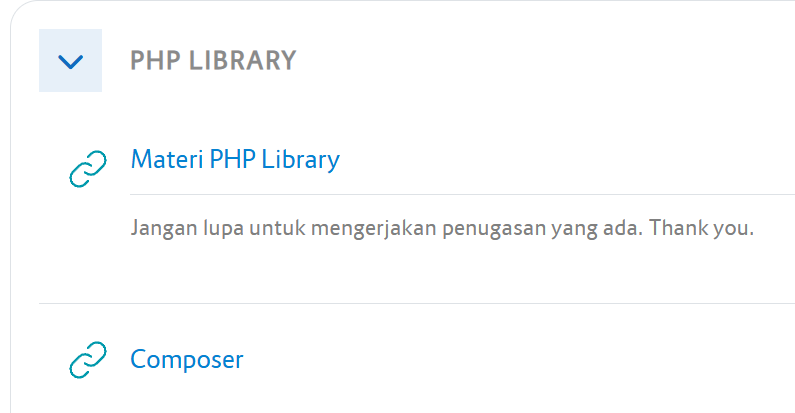 PHP LIBRARY
Materi PHP Library
Jangan lupa untuk mengerjakan penugasan yang ada. Thank you.
Composer